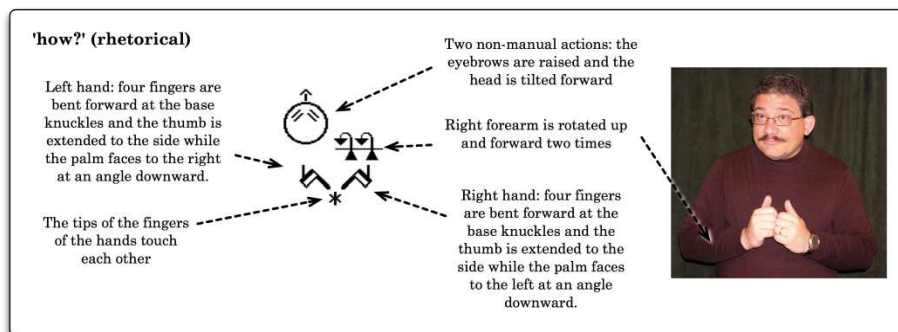 'how?' (rhetorical)
Two non-manual actions: the
eyebrows are raised and the
head is tilted forward
Left hand: four fingers are
bent forward at the base
knuckles and the thumb is
extended to the side while
the palm faces to the right
at an angle downward.
Right forearm is rotated up
and forward two times
The tips of the fingers
of the hands touch
each other
Right hand: four fingers
are bent forward at the
base knuckles and the
thumb is extended to the
side while the palm faces
to the left at an angle
downward.